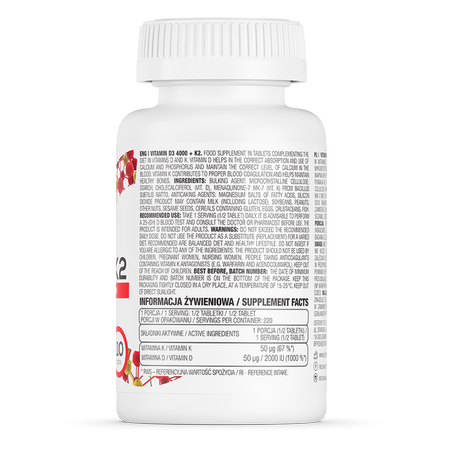 ENG | VITAMIN D3 4000 + K2. FOOD SUPPLEMENT IN TABLETS COMPLEMENTING THE
DIET IN VITAMINS D AND K. VITAMIN D HELPS IN THE CORRECT ABSORPTION AND USE OF
CALCIUM AND PHOSPHORUS AND MAINTAIN THE CORRECT LEVEL OF CALCIUM IN THE
BLOOD. VITAMIN K CONTRIBUTES TO PROPER BLOOD COAGULATION AND HELPS MAINTAIN
HEALTHY BONES. INGREDIENTS: BULKING AGENT: MICROCRYSTALLINE CELLULOSE;
STARCH, CHOLECALCIFEROL (VIT. D), MENAQUINONE-7 MK-7 (VIT. K) FROM BACILLUS
SUBTILIS NATTO, ANTICAKING AGENTS: MAGNESIUM SALTS OF FATTY ACIDS, SILICON
DIOXIDE PRODUCT MAY CONTAIN MILK (INCLUDING LACTOSE), SOYBEANS, PEANUTS,
OTHER NUTS, SESAME SEEDS, CEREALS CONTAINING GLUTEN, EGGS, CRUSTACEANS, FISH.
RECOMMENDED USE: TAKE 1 SERVING (1/2 TABLET) DAILY. IT IS ADVISABLE TO PERFORM
A 25-(OH) D BLOOD TEST AND CONSULT THE DOCTOR OR PHARMACIST BEFORE USE. THE
PRODUCT IS INTENDED FOR ADULTS. WARNINGS: DO NOT EXCEED THE RECOMMENDED
DAILY DOSE. DO NOT USE THE PRODUCT AS A SUBSTITUTE (REPLACEMENT) FOR A VARIED
DIET. RECOMMENDED ARE BALANCED DIET AND HEALTHY LIFESTYLE. DO NOT INGEST IF
YOU ARE ALLERGIC TO ANY OF THE INGREDIENTS. THE PRODUCT SHOULD NOT BE USED BY
CHILDREN, PREGNANT WOMEN, NURSING WOMEN, PEOPLE TAKING ANTICOAGULANTS
CONTAINING VITAMIN K ANTAGONISTS (E.G. WARFARIN AND ACENOCOUMAROL). KEEP OUT
OF THE REACH OF CHILDREN. BEST BEFORE, BATCH NUMBER: THE DATE OF MINIMUM
DURABILITY AND BATCH NUMBER IS ON THE BOTTOM OF THE PACKAGE. KEEP THIS
PACKAGING TIGHTLY CLOSED IN A DRY PLACE, AT A TEMPERATURE OF 15-25°C. KEEP OUT
OF DIRECT SUNLIGHT.
INFORMACJA ŻYWIENIOWA / SUPPLEMENT FACTS
1 PORCJA / 1 SERVING: 1/2 TABLETKI / 1/2 TABLET
PORCJI W OPAKOWANIU / SERVINGS PER CONTAINER: 220
SKŁADNIKI AKTYWNE / ACTIVE INGREDIENTS 1 PORCJA (1/2 TABLETKI) / 1 SERVING (1/2 TABLET)
WITAMINA K / VITAMIN K 50 µg (67 %*)
WITAMINA D / VITAMIN D 50 µg / 2000 IU (1000 %*)
* RWS - REFERENCYJNA WARTOŚĆ SPOŻYCIA / RI - REFERENCE INTAKE.
K2